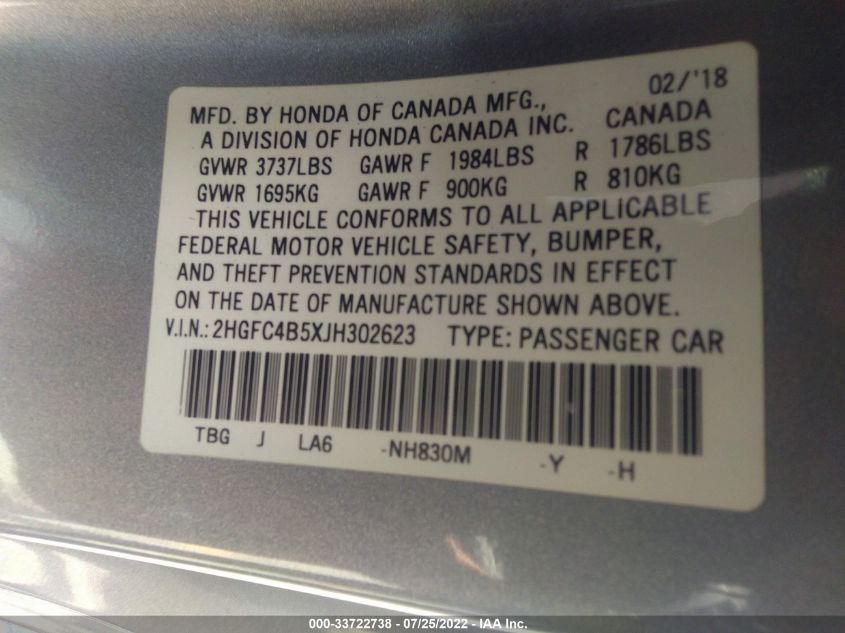 02/'18
MFD. BY HONDA OF CANADA MFG., CANADA
A DIVISION OF HONDA CANADA INC.
GVWR 3737LBS GAWR F 1984LBS R 1786LBS
GVWR 1695KG GAWR F 900KG R 810KG
THIS VEHICLE CONFORMS TO ALL APPLICABLE
FEDERAL MOTOR VEHICLE SAFETY, BUMPER,
AND THEFT PREVENTION STANDARDS IN EFFECT
ON THE DATE OF MANUFACTURE SHOWN ABOVE.
V.I.N.: 2HGFC4B5XJH302623 TYPE: PASSENGER CAR
TBG J LA6 -NH830M -Y -H
000-33722738 - 07/25/2022 - IAA Inc.